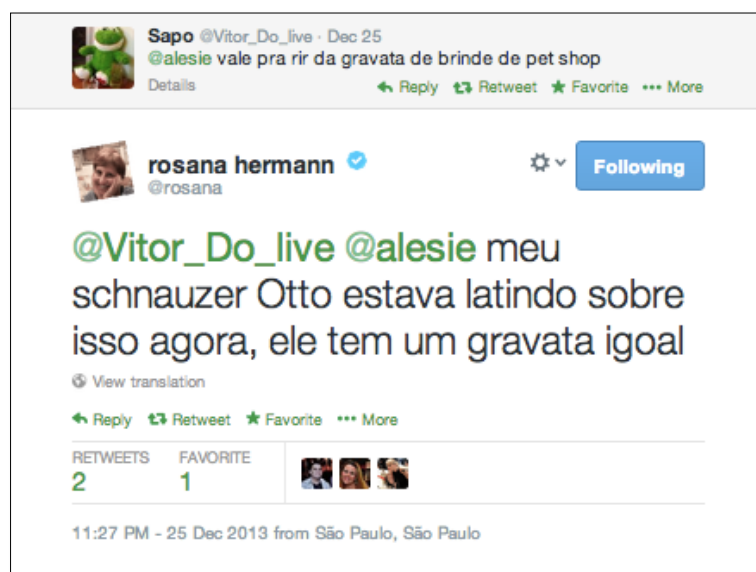 Sapo @Vitor_Do_live · Dec 25
@alesie vale pra rir da gravata de brinde de pet shop
Details Reply Retweet Favorite More
rosana hermann Following
@rosana
@Vitor_Do_live @alesie meu
schnauzer Otto estava latindo sobre
isso agora, ele tem um gravata igoal
View translation
Reply Retweet Favorite More
RETWEETS FAVORITE
2 1
11:27 PM - 25 Dec 2013 from São Paulo, São Paulo